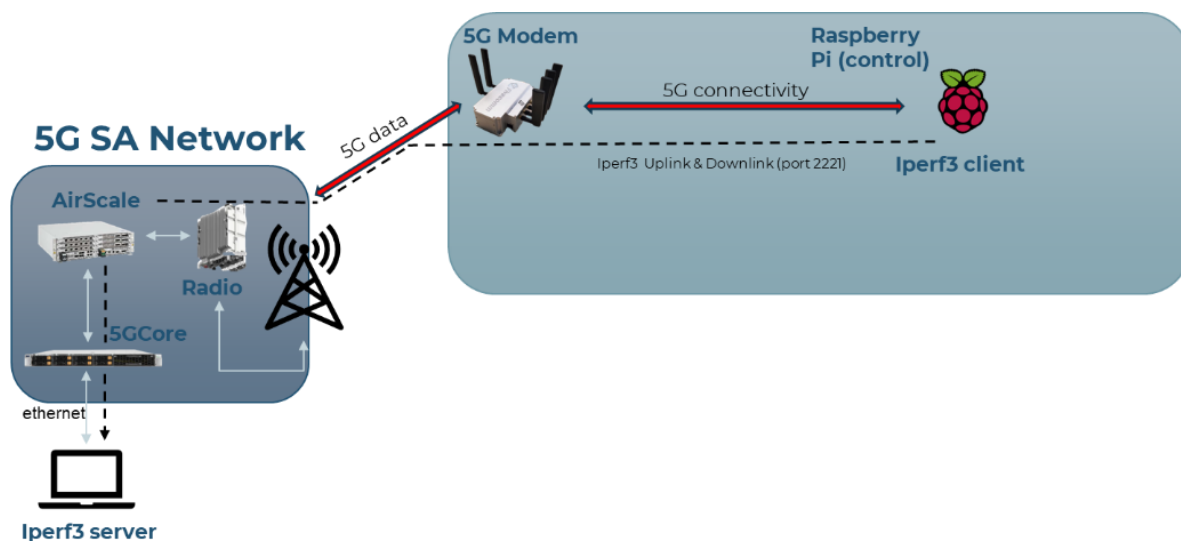 5G Modem
Raspberry
Pi (control)
5G connectivity
5G SA Network
5G data
Iperf3 Uplink & Downlink (port 2221)
Iperf3 client
AirScale
Radio
5GCore
ethernet
Iperf3 server